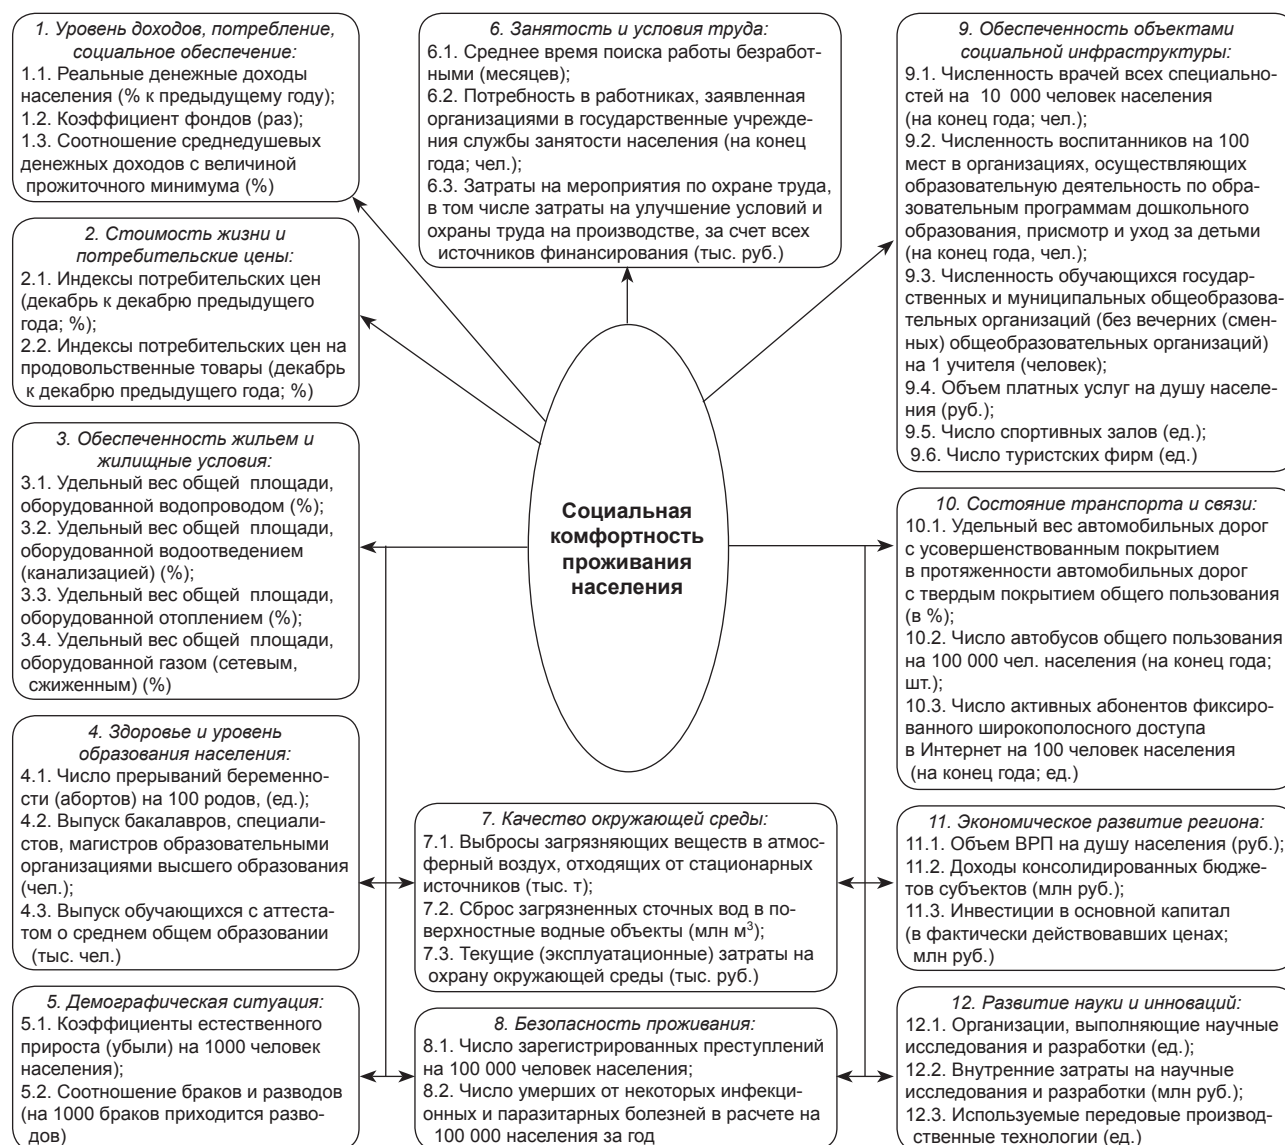 1. Уровень доходов, потребление,
социальное обеспечение:
1.1. Реальные денежные доходы
населения (% к предыдущему году);
1.2. Коэффициент фондов (раз);
1.3. Соотношение среднедушевых
денежных доходов с величиной
прожиточного минимума (%)
2. Стоимость жизни и
потребительские цены:
2.1. Индексы потребительских цен
(декабрь к декабрю предыдущего
года; %);
2.2. Индексы потребительских цен на
продовольственные товары (декабрь
к декабрю предыдущего года; %)
3. Обеспеченность жильем и
жилищные условия:
3.1. Удельный вес общей площади,
оборудованной водопроводом (%);
3.2. Удельный вес общей площади,
оборудованной водоотведением
(канализацией) (%);
3.3. Удельный вес общей площади,
оборудованной отоплением (%);
3.4. Удельный вес общей площади,
оборудованной газом (сетевым,
сжиженным) (%)
4. Здоровье и уровень
образования населения:
4.1. Число прерываний беременно-
сти (абортов) на 100 родов, (ед.);
4.2. Выпуск бакалавров, специали-
стов, магистров образовательными
организациями высшего образования
(чел.);
4.3. Выпуск обучающихся с аттеста-
том о среднем общем образовании
(тыс. чел.)
5. Демографическая ситуация:
5.1. Коэффициенты естественного
прироста (убыли) на 1000 человек
населения);
5.2. Соотношение браков и разводов
(на 1000 браков приходится разво-
дов)
6. Занятость и условия труда:
6.1. Среднее время поиска работы безработ-
ными (месяцев);
6.2. Потребность в работниках, заявленная
организациями в государственные учрежде-
ния службы занятости населения (на конец
года; чел.);
6.3. Затраты на мероприятия по охране труда,
в том числе затраты на улучшение условий и
охраны труда на производстве, за счет всех
источников финансирования (тыс. руб.)
Социальная
комфортность
проживания
населения
7. Качество окружающей среды:
7.1. Выбросы загрязняющих веществ в атмос-
ферный воздух, отходящих от стационарных
источников (тыс. т);
7.2. Сброс загрязненных сточных вод в по-
верхностные водные объекты (млн м³);
7.3. Текущие (эксплуатационные) затраты на
охрану окружающей среды (тыс. руб.)
8. Безопасность проживания:
8.1. Число зарегистрированных преступлений
на 100 000 человек населения;
8.2. Число умерших от некоторых инфекци-
онных и паразитарных болезней в расчете на
100 000 населения за год
9. Обеспеченность объектами
социальной инфраструктуры:
9.1. Численность врачей всех специально-
стей на 10 000 человек населения
(на конец года; чел.);
9.2. Численность воспитанников на 100
мест в организациях, осуществляющих
образовательную деятельность по обра-
зовательным программам дошкольного
образования, присмотр и уход за детьми
(на конец года, чел.);
9.3. Численность обучающихся государ-
ственных и муниципальных общеобразова-
тельных организаций (без вечерних (смен-
ных) общеобразовательных организаций)
на 1 учителя (человек);
9.4. Объем платных услуг на душу населе-
ния (руб.);
9.5. Число спортивных залов (ед.);
9.6. Число туристских фирм (ед.)
10. Состояние транспорта и связи:
10.1. Удельный вес автомобильных дорог
с усовершенствованным покрытием
в протяженности автомобильных дорог
с твердым покрытием общего пользования
(в %);
10.2. Число автобусов общего пользования
на 100 000 чел. населения (на конец года;
шт.);
10.3. Число активных абонентов фиксиро-
ванного широкополосного доступа
в Интернет на 100 человек населения
(на конец года; ед.)
11. Экономическое развитие региона:
11.1. Объем ВРП на душу населения (руб.);
11.2. Доходы консолидированных бюдже-
тов субъектов (млн руб.);
11.3. Инвестиции в основной капитал
(в фактически действовавших ценах;
млн руб.)
12. Развитие науки и инноваций:
12.1. Организации, выполняющие научные
исследования и разработки (ед.);
12.2. Внутренние затраты на научные
исследования и разработки (млн руб.);
12.3. Используемые передовые производ-
ственные технологии (ед.)